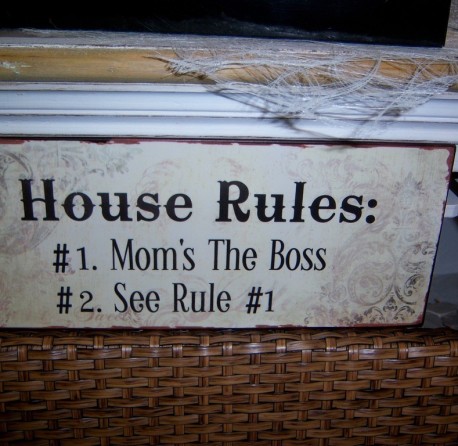 House Rules:
#1. Mom's The Boss
#2. See Rule #1